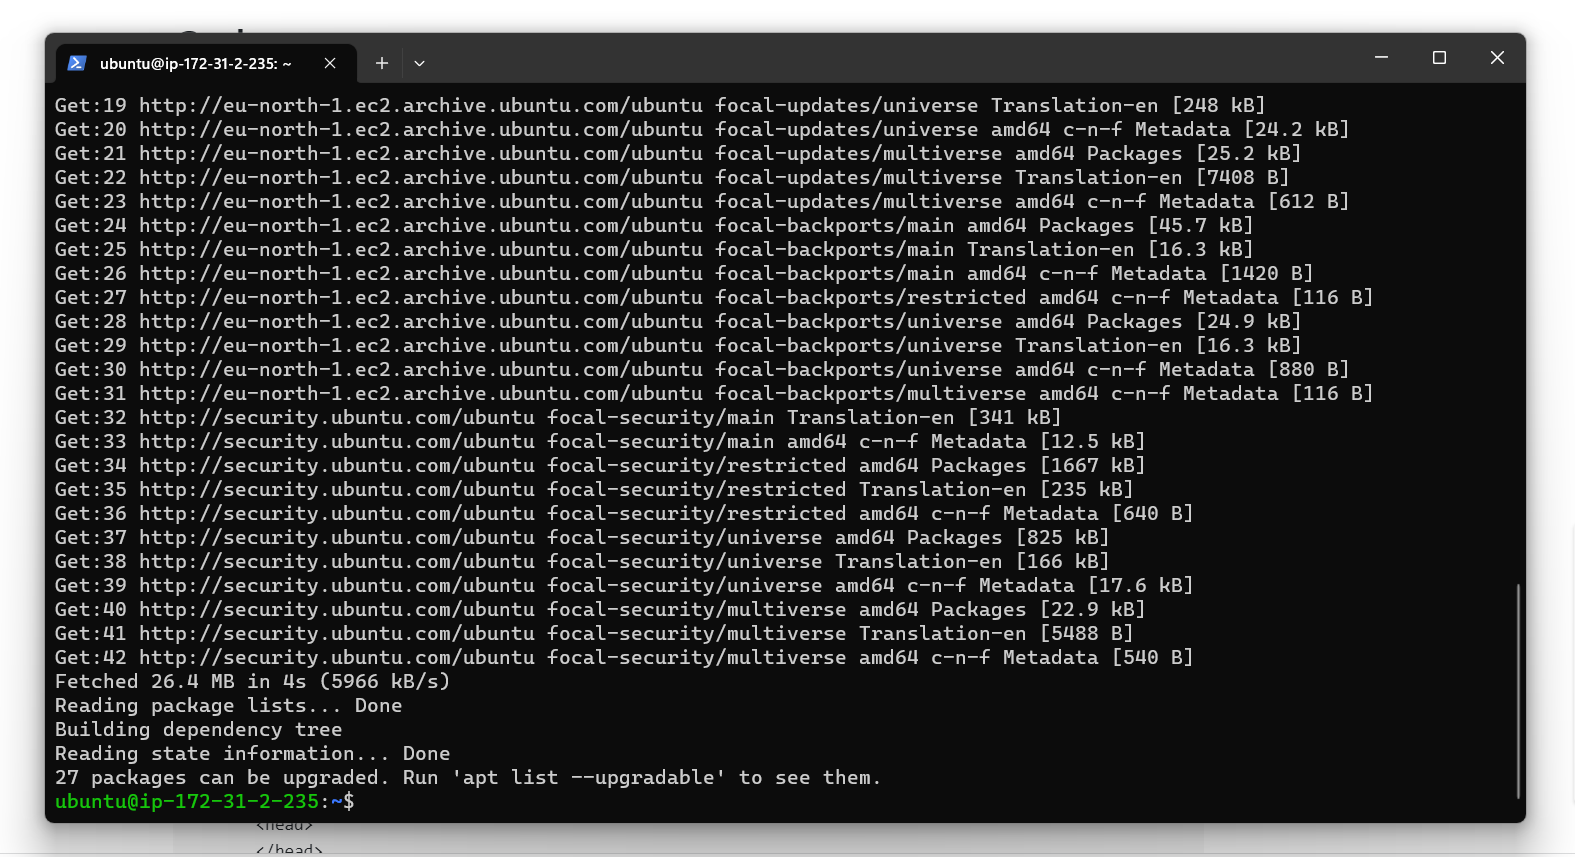 ubuntu@ip-172-31-2-235: ~
Get:19 http://eu-north-1.ec2.archive.ubuntu.com/ubuntu focal-updates/universe Translation-en [248 kB]
Get:20 http://eu-north-1.ec2.archive.ubuntu.com/ubuntu focal-updates/universe amd64 c-n-f Metadata [24.2 kB]
Get:21 http://eu-north-1.ec2.archive.ubuntu.com/ubuntu focal-updates/multiverse amd64 Packages [25.2 kB]
Get:22 http://eu-north-1.ec2.archive.ubuntu.com/ubuntu focal-updates/multiverse Translation-en [7408 B]
Get:23 http://eu-north-1.ec2.archive.ubuntu.com/ubuntu focal-updates/multiverse amd64 c-n-f Metadata [612 B]
Get:24 http://eu-north-1.ec2.archive.ubuntu.com/ubuntu focal-backports/main amd64 Packages [45.7 kB]
Get:25 http://eu-north-1.ec2.archive.ubuntu.com/ubuntu focal-backports/main Translation-en [16.3 kB]
Get:26 http://eu-north-1.ec2.archive.ubuntu.com/ubuntu focal-backports/main amd64 c-n-f Metadata [1420 B]
Get:27 http://eu-north-1.ec2.archive.ubuntu.com/ubuntu focal-backports/restricted amd64 c-n-f Metadata [116 B]
Get:28 http://eu-north-1.ec2.archive.ubuntu.com/ubuntu focal-backports/universe amd64 Packages [24.9 kB]
Get:29 http://eu-north-1.ec2.archive.ubuntu.com/ubuntu focal-backports/universe Translation-en [16.3 kB]
Get:30 http://eu-north-1.ec2.archive.ubuntu.com/ubuntu focal-backports/universe amd64 c-n-f Metadata [880 B]
Get:31 http://eu-north-1.ec2.archive.ubuntu.com/ubuntu focal-backports/multiverse amd64 c-n-f Metadata [116 B]
Get:32 http://security.ubuntu.com/ubuntu focal-security/main Translation-en [341 kB]
Get:33 http://security.ubuntu.com/ubuntu focal-security/main amd64 c-n-f Metadata [12.5 kB]
Get:34 http://security.ubuntu.com/ubuntu focal-security/restricted amd64 Packages [1667 kB]
Get:35 http://security.ubuntu.com/ubuntu focal-security/restricted Translation-en [235 kB]
Get:36 http://security.ubuntu.com/ubuntu focal-security/restricted amd64 c-n-f Metadata [640 B]
Get:37 http://security.ubuntu.com/ubuntu focal-security/universe amd64 Packages [825 kB]
Get:38 http://security.ubuntu.com/ubuntu focal-security/universe Translation-en [166 kB]
Get:39 http://security.ubuntu.com/ubuntu focal-security/universe amd64 c-n-f Metadata [17.6 kB]
Get:40 http://security.ubuntu.com/ubuntu focal-security/multiverse amd64 Packages [22.9 kB]
Get:41 http://security.ubuntu.com/ubuntu focal-security/multiverse Translation-en [5488 B]
Get:42 http://security.ubuntu.com/ubuntu focal-security/multiverse amd64 c-n-f Metadata [540 B]
Fetched 26.4 MB in 4s (5966 kB/s)
Reading package lists... Done
Building dependency tree
Reading state information... Done
27 packages can be upgraded. Run 'apt list --upgradable' to see them.
ubuntu@ip-172-31-2-235:~$
<head>
</head>